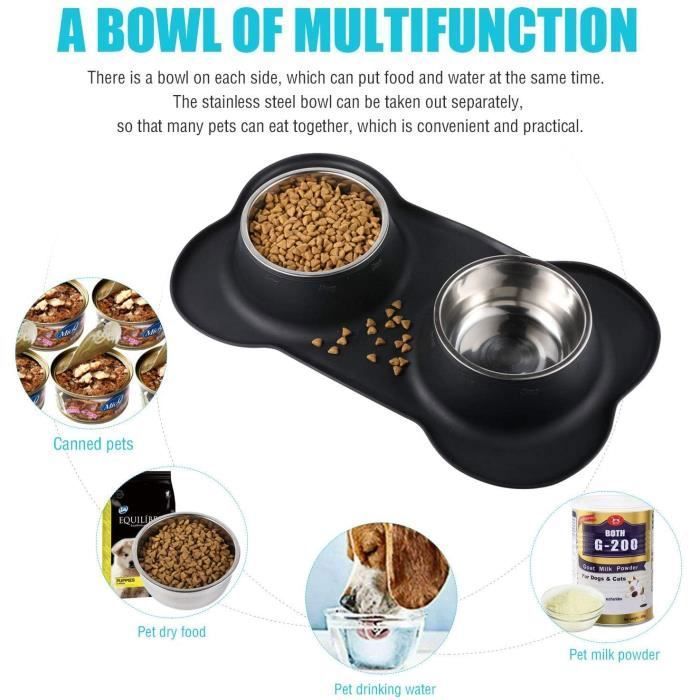 A BOWL OF MULTIFUNCTION
There is a bowl on each side, which can put food and water at the same time.
The stainless steel bowl can be taken out separately,
so that many pets can eat together, which is convenient and practical.
Canned pets
EQUILÍBR
PUPPIES
Pet dry food
Pet drinking water
BOTH
G-200
Goat Milk Powder
For Dogs & Cats
Pet milk powder